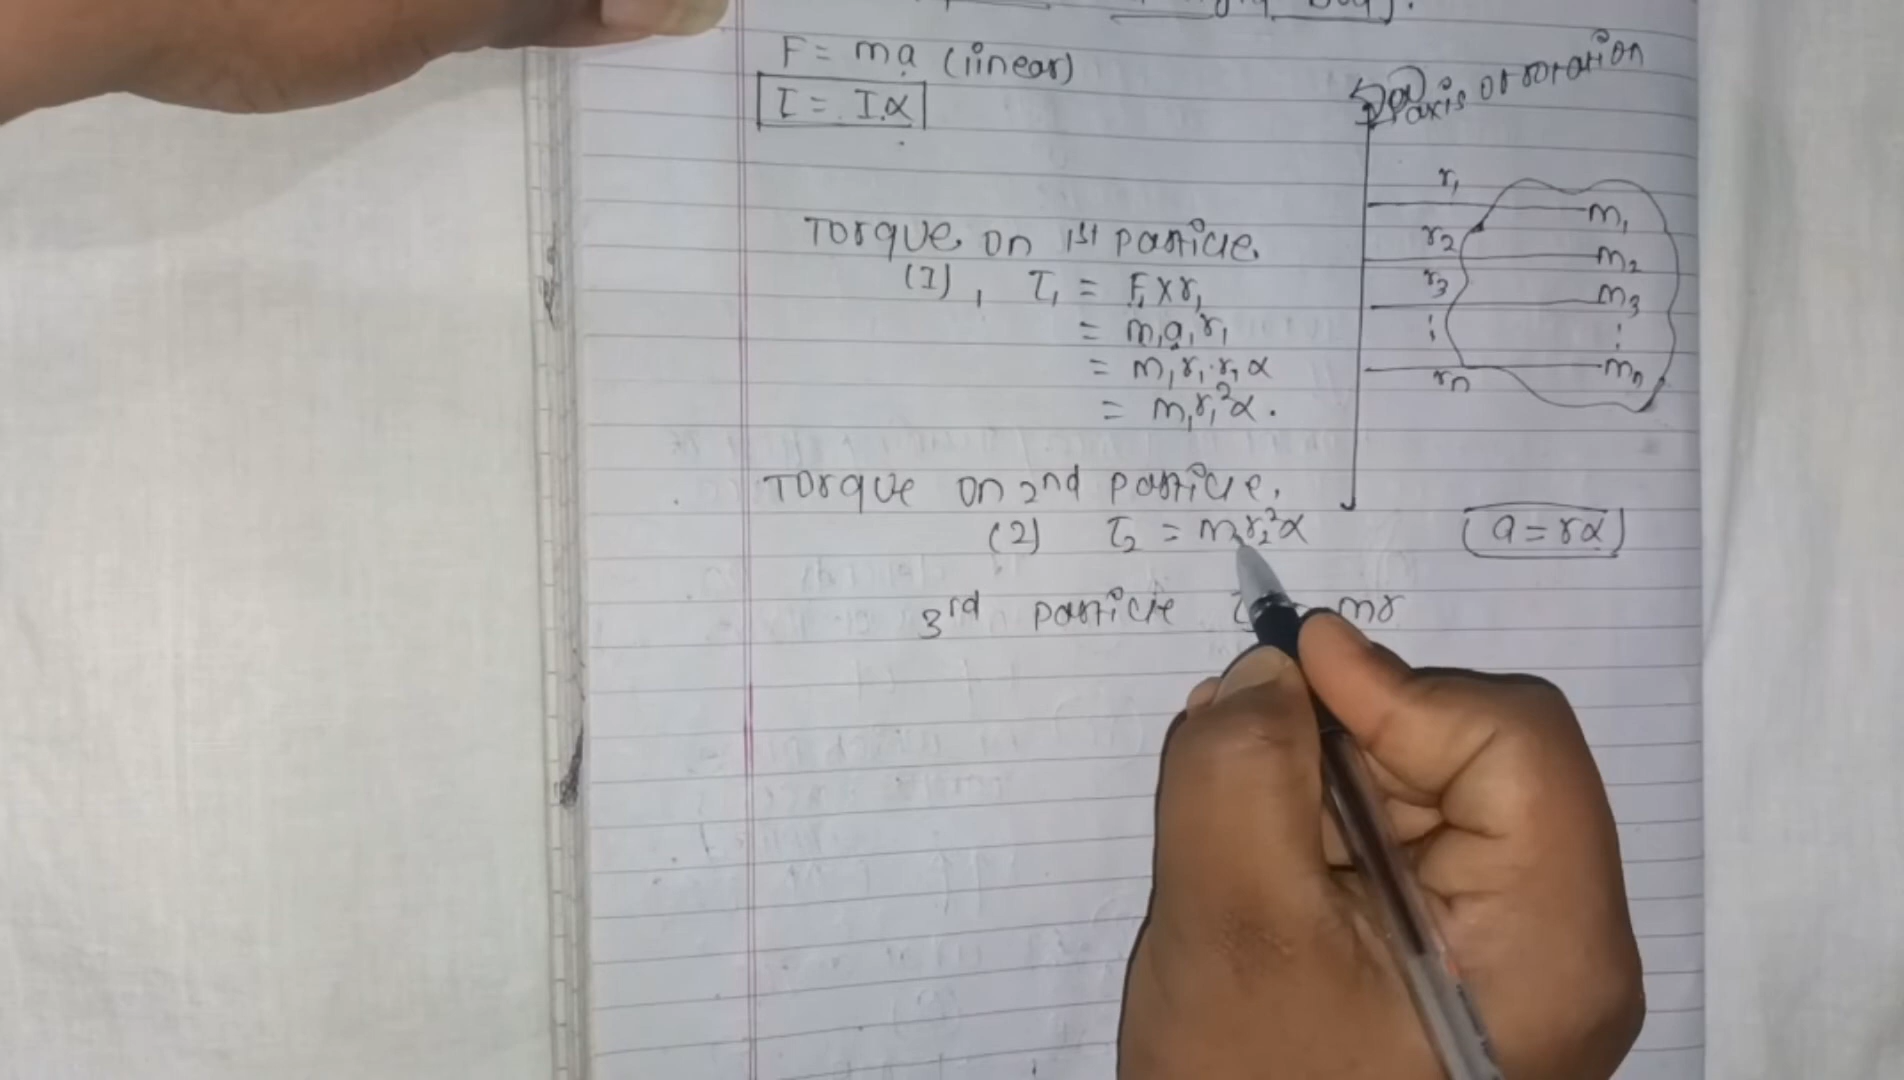 F = ma (linear)
τ = I.α
axis of rotation
r₁ m₁
r₂ m₂
r₃ m₃
⋮ ⋮
rₙ mₙ
Torque on 1st particle.
(1), τ₁ = F₁×r₁
= m₁a₁r₁
= m₁r₁.r₁α
= m₁r₁²α.
Torque on 2nd particle,
(2) τ₂ = m₂r₂²α
a = rα
3rd particle mr